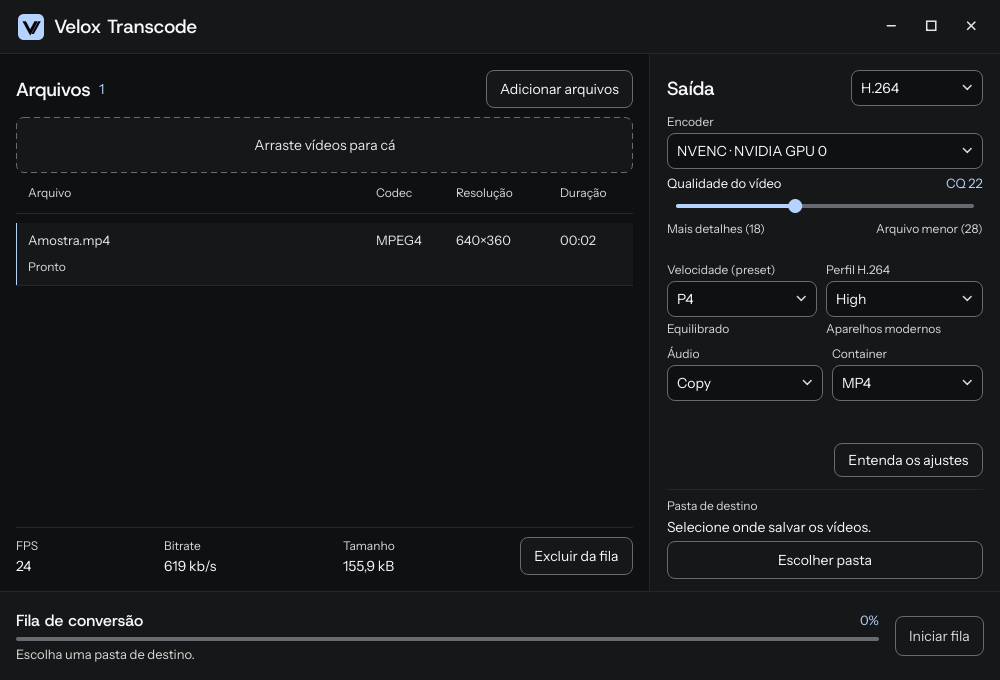 Velox Transcode
Arquivos 1
Adicionar arquivos
Arraste vídeos para cá
Arquivo Codec Resolução Duração
Amostra.mp4 MPEG4 640×360 00:02
Pronto
FPS Bitrate Tamanho
24 619 kb/s 155,9 kB
Excluir da fila
Saída H.264
Encoder
NVENC · NVIDIA GPU 0
Qualidade do vídeo CQ 22
Mais detalhes (18) Arquivo menor (28)
Velocidade (preset) Perfil H.264
P4 High
Equilibrado Aparelhos modernos
Áudio Container
Copy MP4
Entenda os ajustes
Pasta de destino
Selecione onde salvar os vídeos.
Escolher pasta
Fila de conversão 0%
Escolha uma pasta de destino.
Iniciar fila